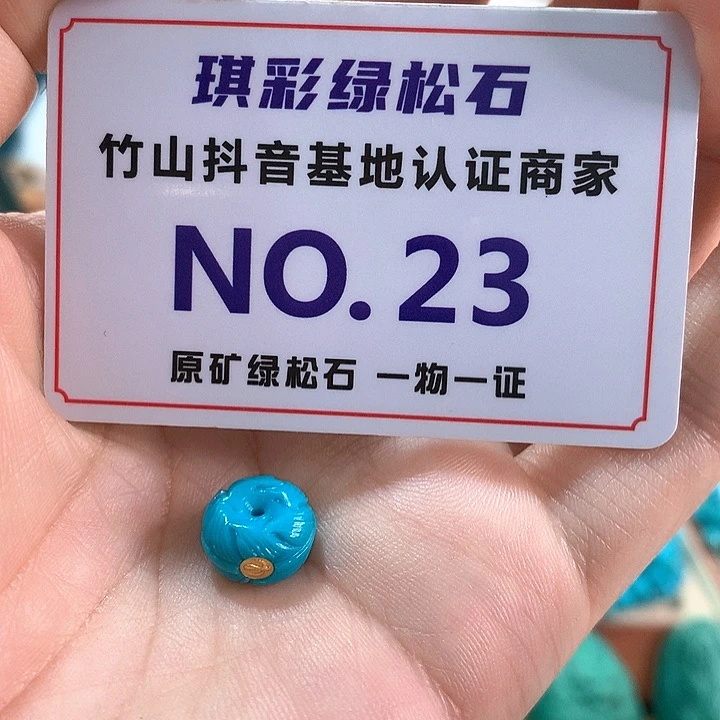 琪彩绿松石
竹山抖音基地认证商家
NO.23
原矿绿松石 一物一证